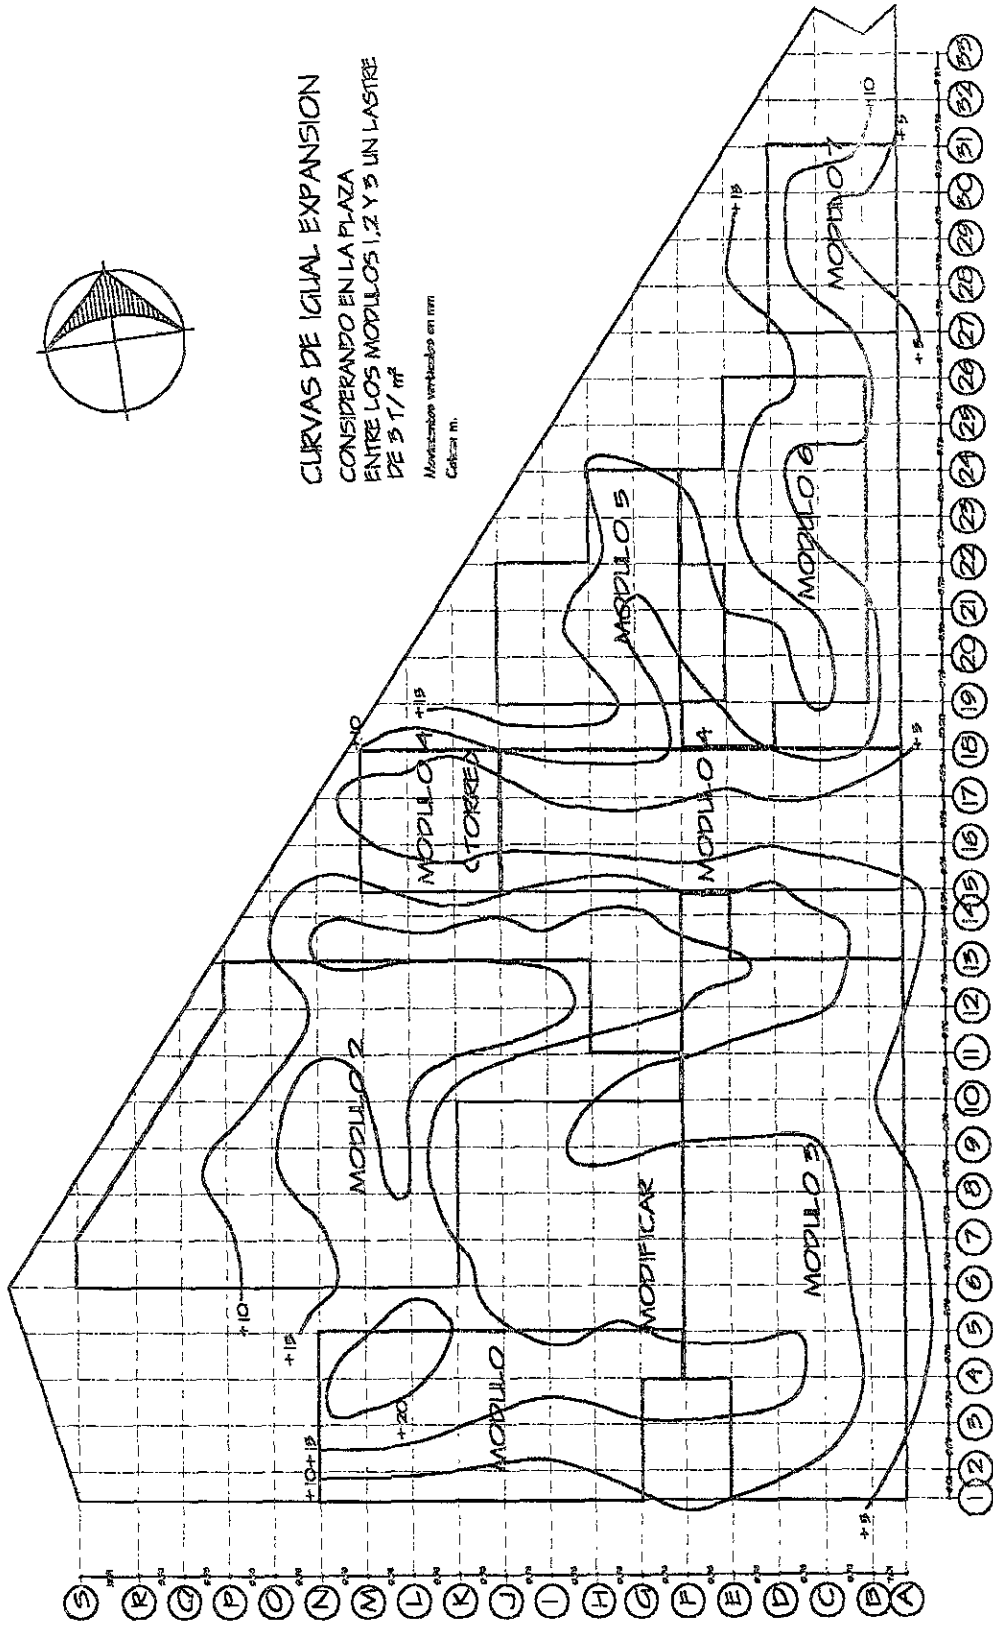 CURVAS DE IGUAL EXPANSION
CONSIDERANDO EN LA PLAZA
ENTRE LOS MODULOS 1, 2 Y 3 UN LASTRE
DE 3 T/m²
Movimientos verticales en mm
m.
MODULO
MODULO 2
MODIFICAR
MODULO 3
MODULO 4
(TORRE)
MODULO 4
MODULO 5
MODULO 6
MODULO 7
+10
+15
+10
+15
+20
+5
+10
+15
+5
+15
+10
+5
+5
S
R
Q
P
O
N
M
L
K
J
I
H
G
F
E
D
C
B
A
1
2
3
4
5
6
7
8
9
10
11
12
13
14
15
16
17
18
19
20
21
22
23
24
25
26
27
28
29
30
31
32
33